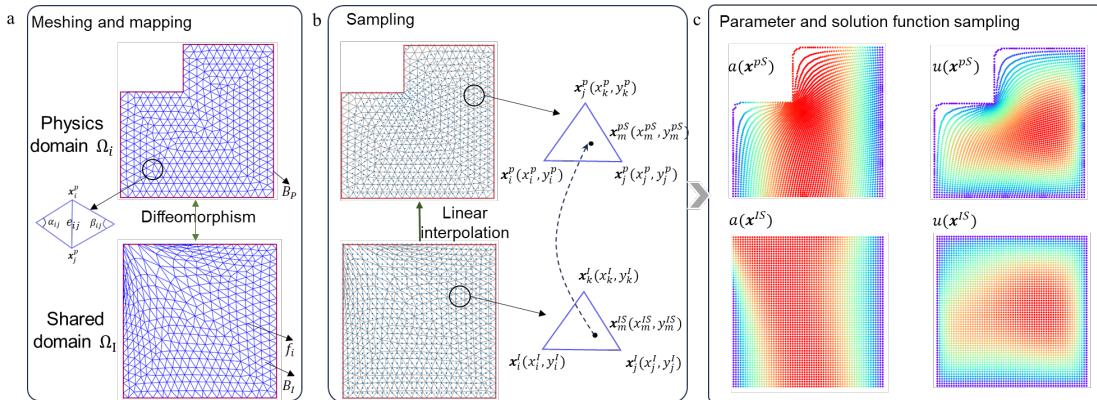 a
Meshing and mapping
Physics
domain Ω_i
x_i^p
α_ij e_ij β_ij
x_j^p
B_P
Diffeomorphism
Shared
domain Ω_I
f_i
B_I
b
Sampling
x_j^p(x_k^p, y_k^p)
x_m^pS(x_m^pS, y_m^pS)
x_i^p(x_i^p, y_i^p)
x_j^p(x_j^p, y_j^p)
Linear
interpolation
x_k^I(x_k^I, y_k^I)
x_m^IS(x_m^IS, y_m^IS)
x_i^I(x_i^I, y_i^I)
x_j^I(x_j^I, y_j^I)
c
Parameter and solution function sampling
a(x^pS)
u(x^pS)
a(x^IS)
u(x^IS)